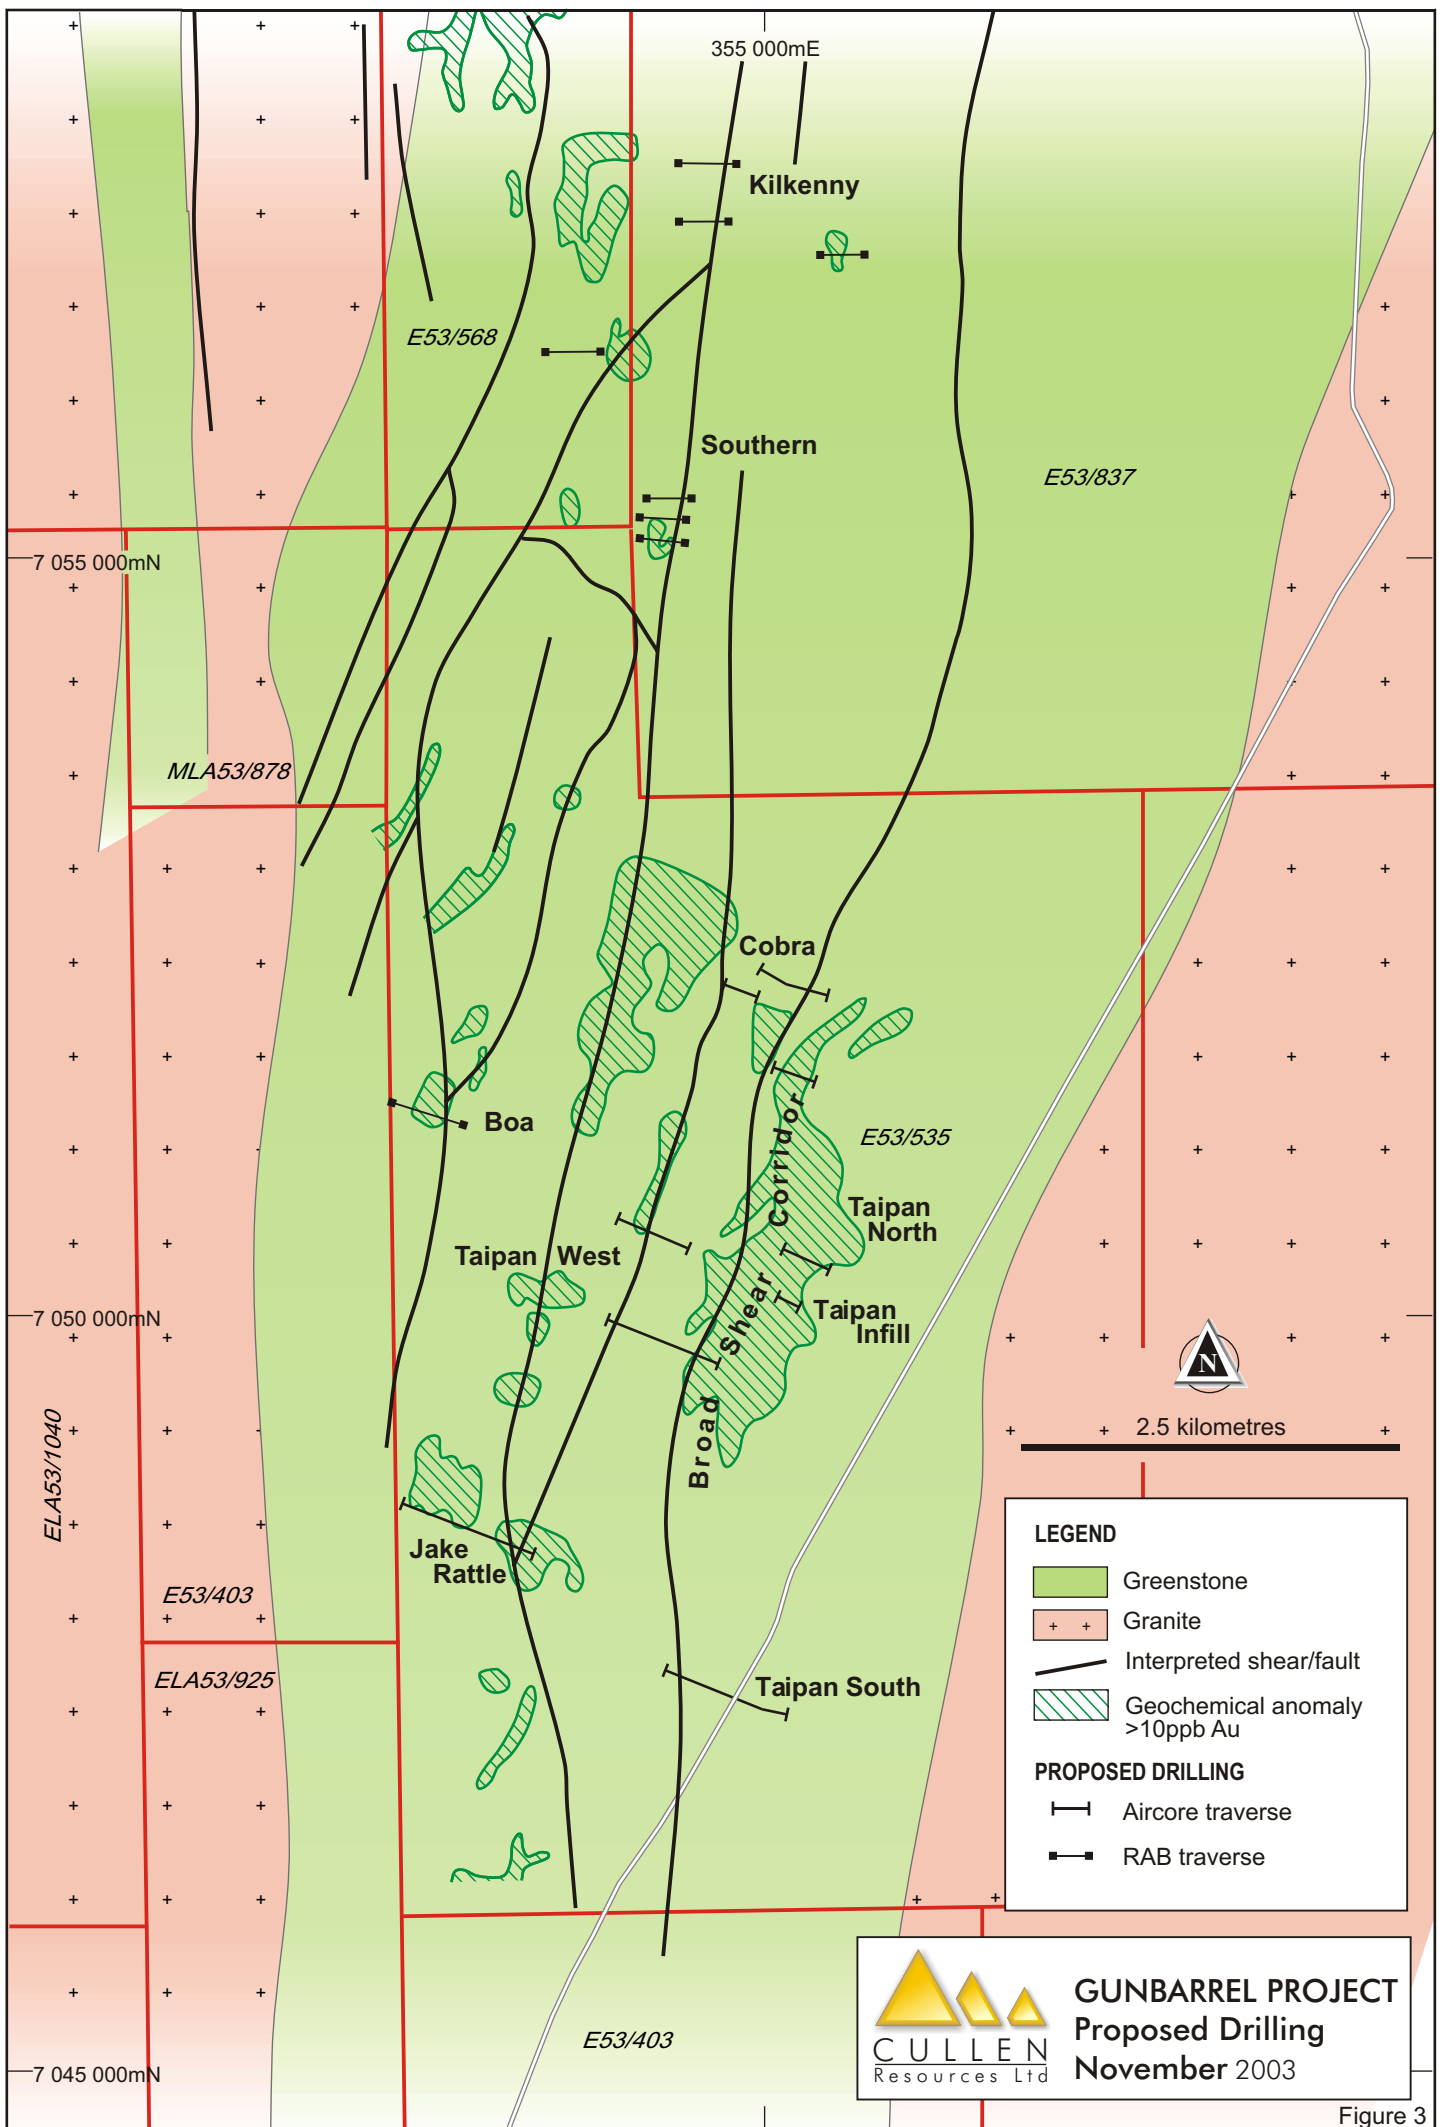 355 000mE
Kilkenny
E53/568
Southern
E53/837
7 055 000mN
MLA53/878
Cobra
Boa
E53/535
Taipan
North
Taipan West
Taipan
Infill
Broad Shear Corridor
7 050 000mN
N
2.5 kilometres
ELA53/1040
Jake
Rattle
E53/403
ELA53/925
Taipan South
LEGEND
Greenstone
Granite
Interpreted shear/fault
Geochemical anomaly
>10ppb Au
PROPOSED DRILLING
Aircore traverse
RAB traverse
E53/403
7 045 000mN
CULLEN
Resources Ltd
GUNBARREL PROJECT
Proposed Drilling
November 2003
Figure 3